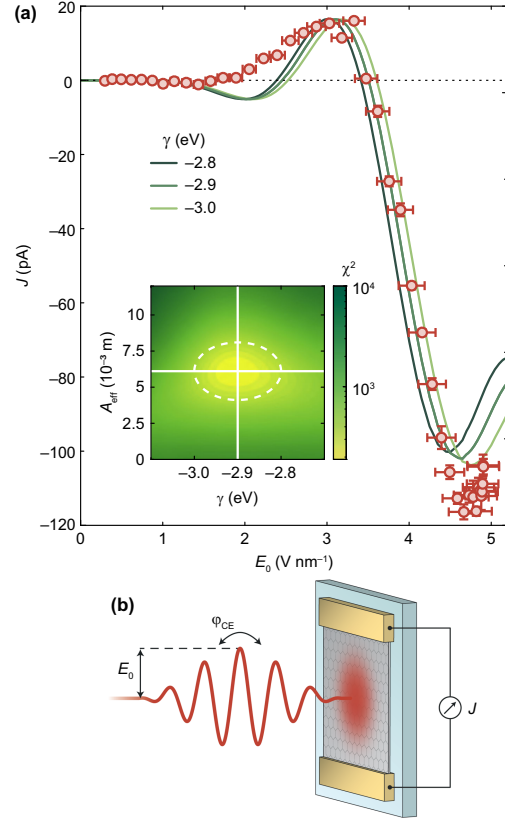 (a)
20
0
−20
−40
−60
−80
−100
−120
J (pA)
γ (eV)
−2.8
−2.9
−3.0
χ²
10⁴
10³
10.0
7.5
5.0
2.5
0
A_eff (10⁻³ m)
−3.0 −2.9 −2.8
γ (eV)
0 1 2 3 4 5
E₀ (V nm⁻¹)
(b)
φ_CE
E₀
J